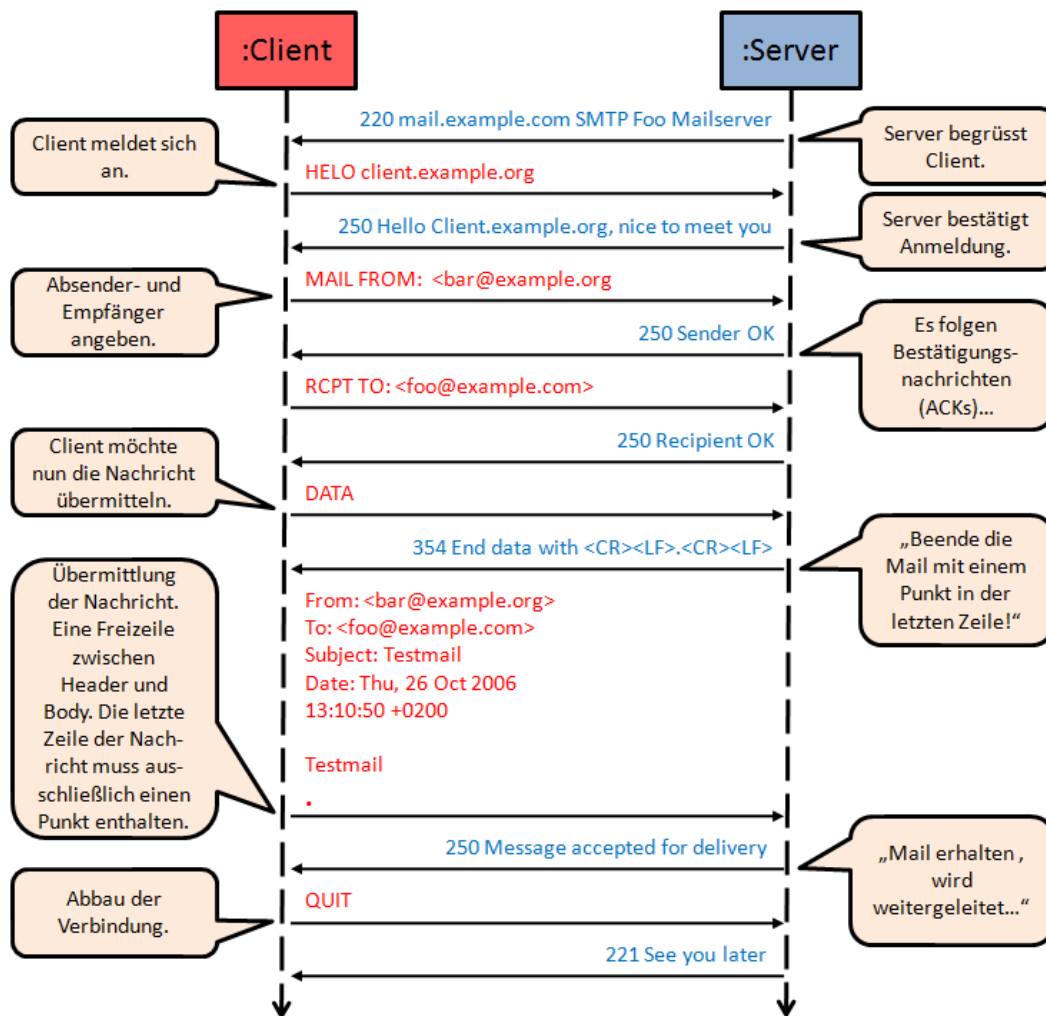 :Client
:Server
220 mail.example.com SMTP Foo Mailserver
Server begrüsst
Client.
Client meldet sich
an.
HELO client.example.org
250 Hello Client.example.org, nice to meet you
Server bestätigt
Anmeldung.
Absender- und
Empfänger
angeben.
MAIL FROM:  <bar@example.org
250 Sender OK
Es folgen
Bestätigungs-
nachrichten
(ACKs)...
RCPT TO: <foo@example.com>
250 Recipient OK
Client möchte
nun die Nachricht
übermitteln.
DATA
354 End data with <CR><LF>.<CR><LF>
„Beende die
Mail mit einem
Punkt in der
letzten Zeile!“
Übermittlung
der Nachricht.
Eine Freizeile
zwischen
Header und
Body. Die letzte
Zeile der Nach-
richt muss aus-
schließlich einen
Punkt enthalten.
From: <bar@example.org>
To: <foo@example.com>
Subject: Testmail
Date: Thu, 26 Oct 2006
13:10:50 +0200
Testmail
.
250 Message accepted for delivery
„Mail erhalten ,
wird
weitergeleitet...“
Abbau der
Verbindung.
QUIT
221 See you later